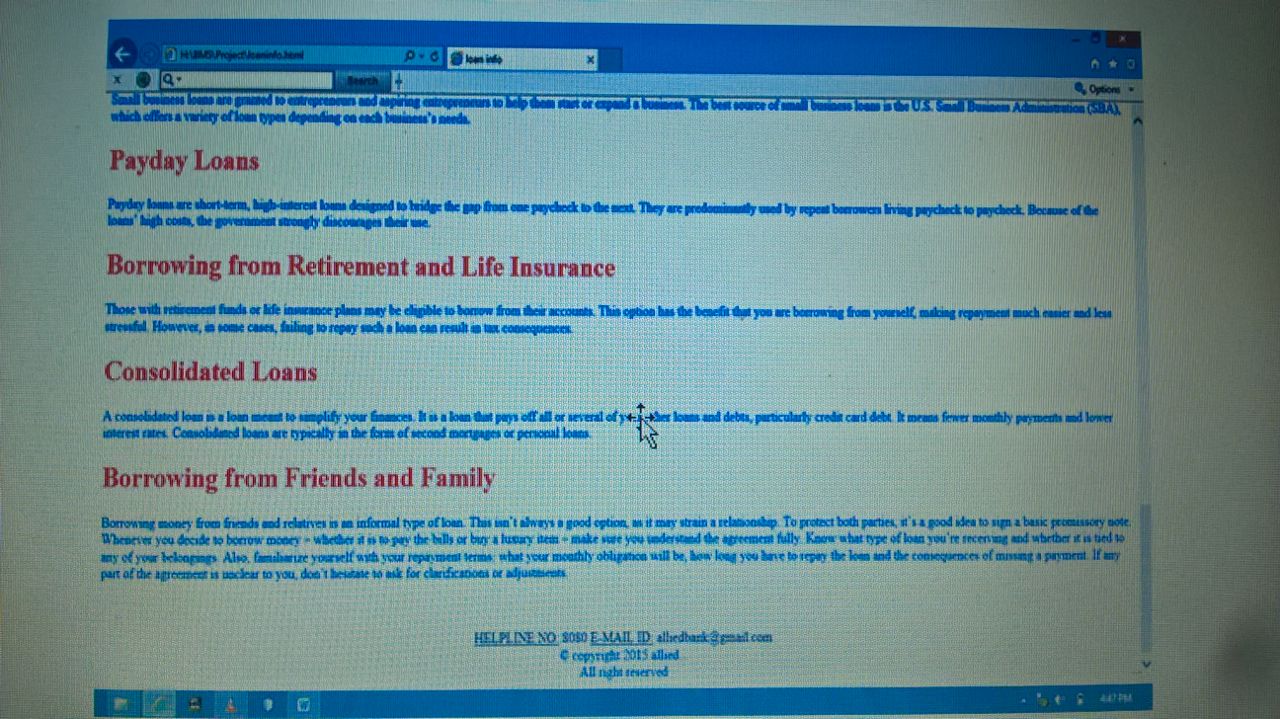 H:\BIMS\Project\loaninfo.html
loan info
Search
Options
Small business loans are granted to entrepreneurs and aspiring entrepreneurs to help them start or expand a business. The best source of small business loans is the U.S. Small Business Administration (SBA),
which offers a variety of loan types depending on each business's needs.
Payday Loans
Payday loans are short-term, high-interest loans designed to bridge the gap from one paycheck to the next. They are predominantly used by repeat borrowers living paycheck to paycheck. Because of the
loans' high costs, the government strongly discourages their use.
Borrowing from Retirement and Life Insurance
Those with retirement funds or life insurance plans may be eligible to borrow from their accounts. This option has the benefit that you are borrowing from yourself, making repayment much easier and less
stressful. However, in some cases, failing to repay such a loan can result in tax consequences.
Consolidated Loans
A consolidated loan is a loan meant to simplify your finances. It is a loan that pays off all or several of loans and debts, particularly credit card debt. It means fewer monthly payments and lower
interest rates. Consolidated loans are typically in the form of second mortgages or personal loans.
Borrowing from Friends and Family
Borrowing money from friends and relatives is an informal type of loan. This isn't always a good option, as it may strain a relationship. To protect both parties, it's a good idea to sign a basic promissory note.
Whenever you decide to borrow money – whether it is to pay the bills or buy a luxury item – make sure you understand the agreement fully. Know what type of loan you're receiving and whether it is tied to
any of your belongings. Also, familiarize yourself with your repayment terms: what your monthly obligation will be, how long you have to repay the loan and the consequences of missing a payment. If any
part of the agreement is unclear to you, don't hesitate to ask for clarifications or adjustments.
HELPLINE NO: 8080 E-MAIL ID: alliedbank@gmail.com
© copyright 2015 allied
All right reserved
4:47 PM